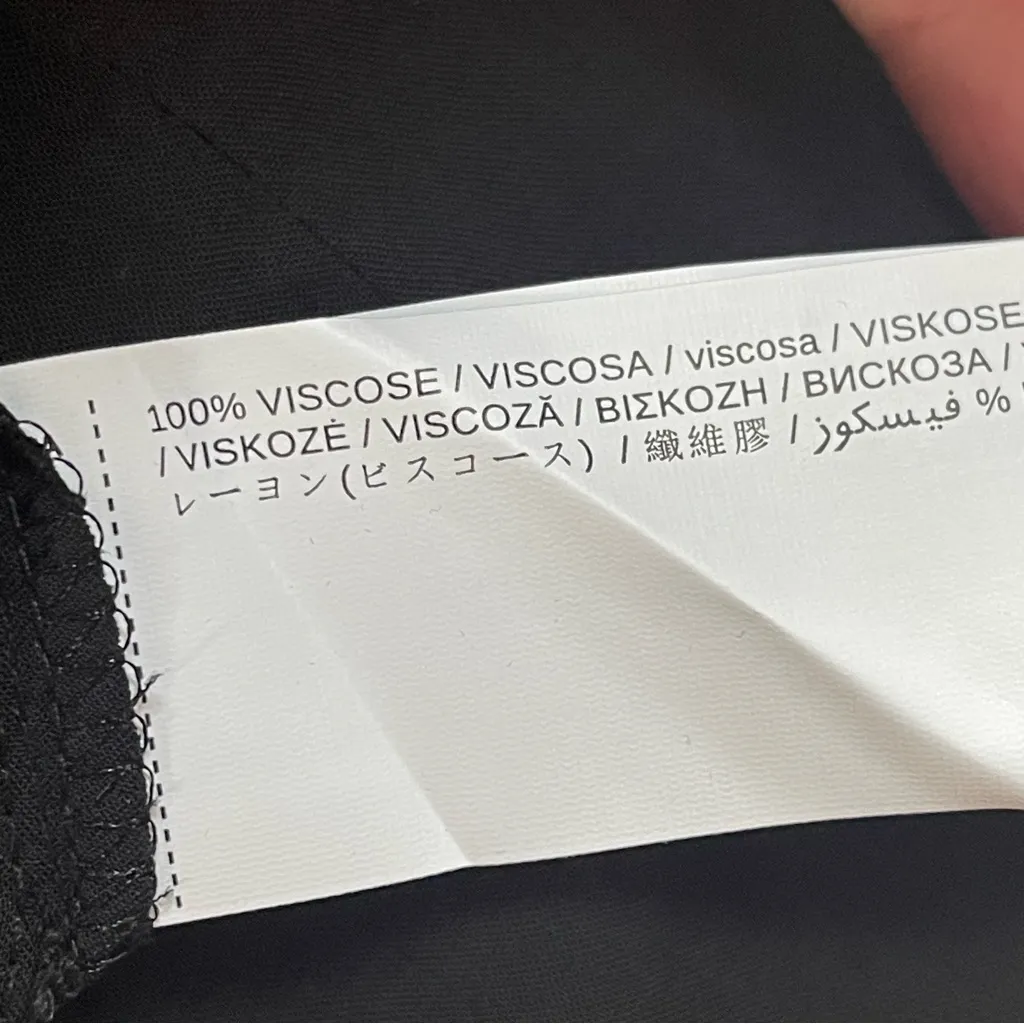 100% VISCOSE / VISCOSA / viscosa / VISKOSE
/ VISKOZĖ / VISCOZĂ / ΒΙΣΚΟΖΗ / ВИСКОЗА /
レーヨン(ビスコース) / 纖維膠 / فيسكوز %